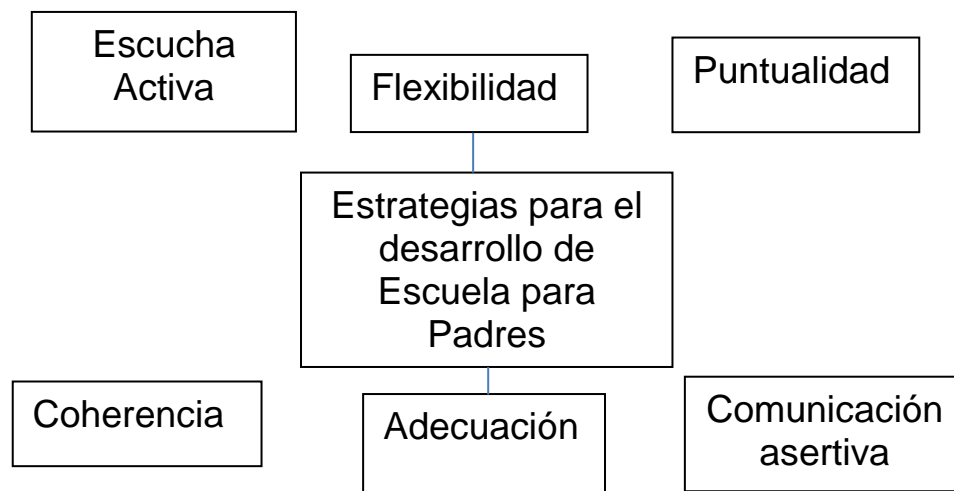 Escucha
Activa
Flexibilidad
Puntualidad
Estrategias para el
desarrollo de
Escuela para
Padres
Coherencia
Adecuación
Comunicación
asertiva